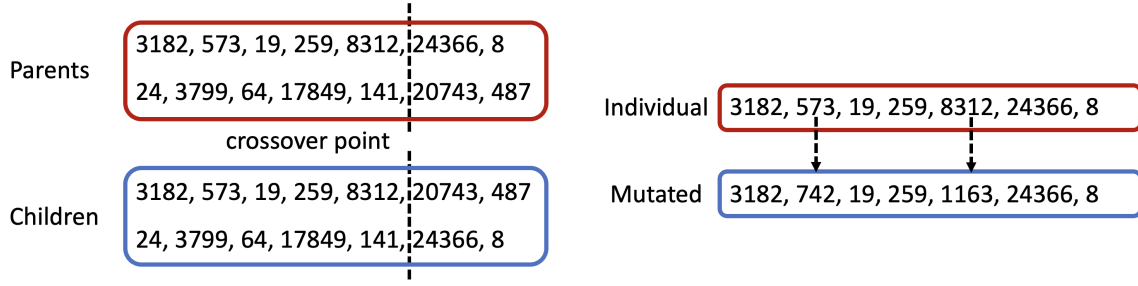 Parents
3182, 573, 19, 259, 8312, 24366, 8
24, 3799, 64, 17849, 141, 20743, 487
crossover point
Children
3182, 573, 19, 259, 8312, 20743, 487
24, 3799, 64, 17849, 141, 24366, 8
Individual
3182, 573, 19, 259, 8312, 24366, 8
Mutated
3182, 742, 19, 259, 1163, 24366, 8